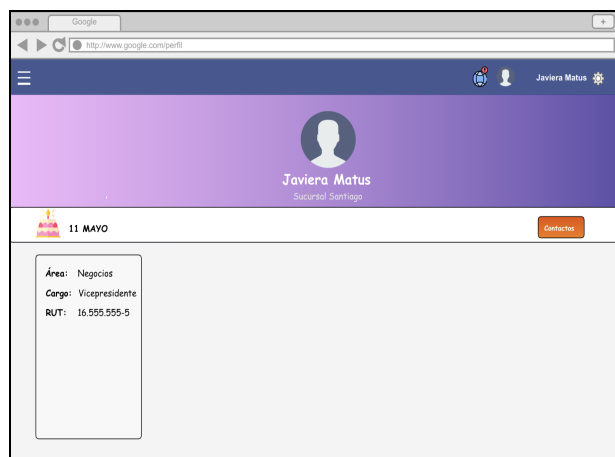 Google
+
http://www.google.com/perfil
Javiera Matus
Javiera Matus
Sucursal Santiago
11 MAYO
Contactos
Área: Negocios
Cargo: Vicepresidente
RUT: 16.555.555-5